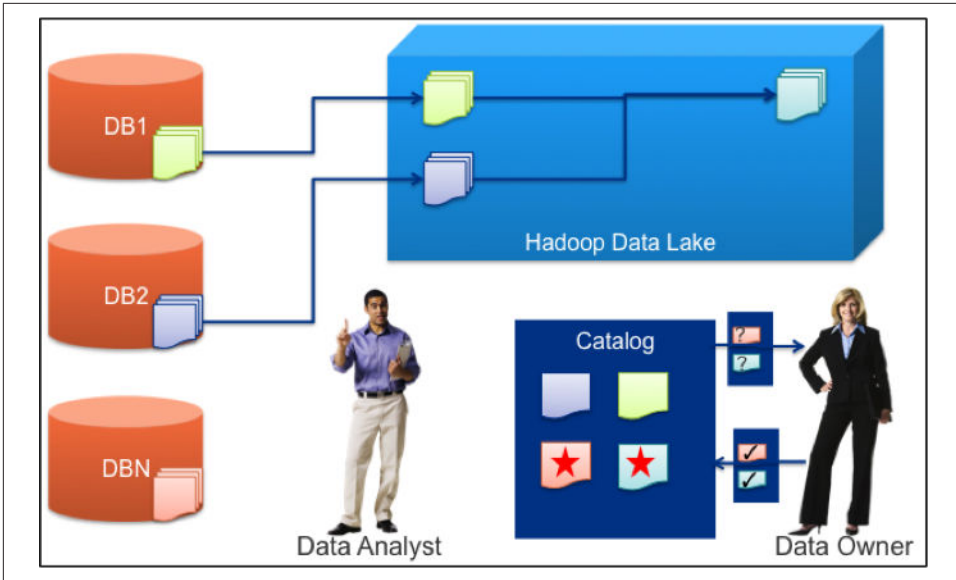 DB1
DB2
DBN
Hadoop Data Lake
Catalog
?
?
✓
✓
Data Analyst
Data Owner